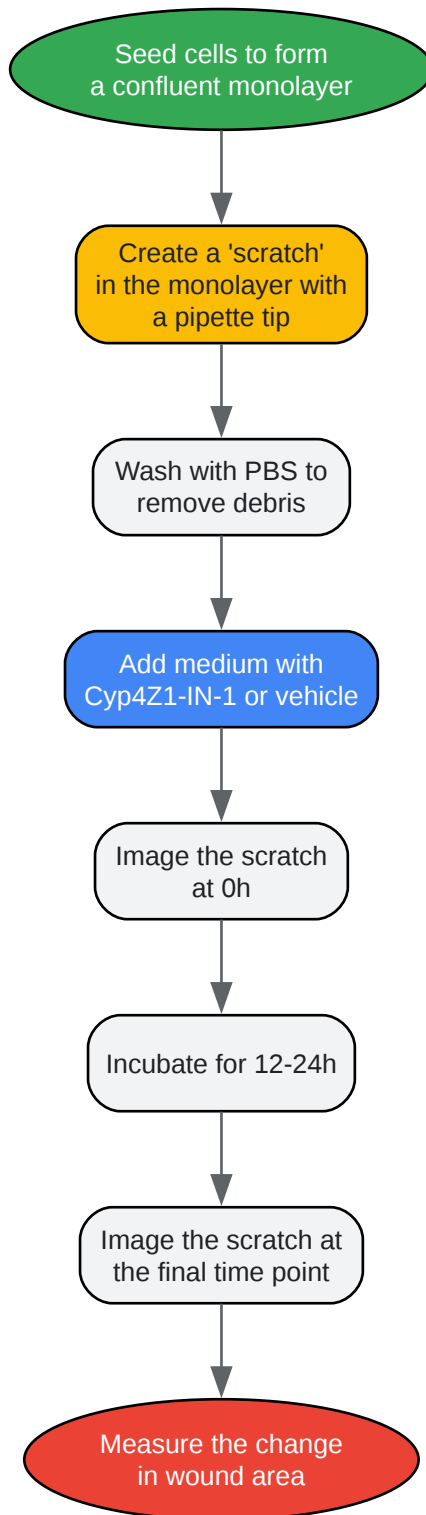 Seed cells to form
a confluent monolayer
Create a 'scratch'
in the monolayer with
a pipette tip
Wash with PBS to
remove debris
Add medium with
Cyp4Z1-IN-1 or vehicle
Image the scratch
at 0h
Incubate for 12-24h
Image the scratch at
the final time point
Measure the change
in wound area